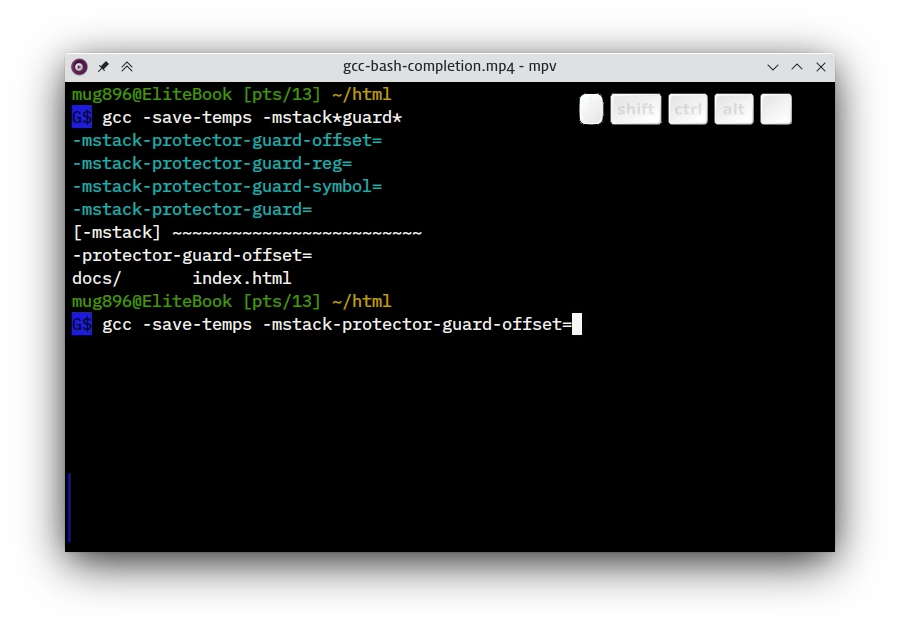 gcc-bash-completion.mp4 - mpv
mug896@EliteBook [pts/13] ~/html
shift ctrl alt
G$ gcc -save-temps -mstack*guard*
-mstack-protector-guard-offset=
-mstack-protector-guard-reg=
-mstack-protector-guard-symbol=
-mstack-protector-guard=
[-mstack] ~~~~~~~~~~~~~~~~~~~~~~~~~
-protector-guard-offset=
docs/       index.html
mug896@EliteBook [pts/13] ~/html
G$ gcc -save-temps -mstack-protector-guard-offset=